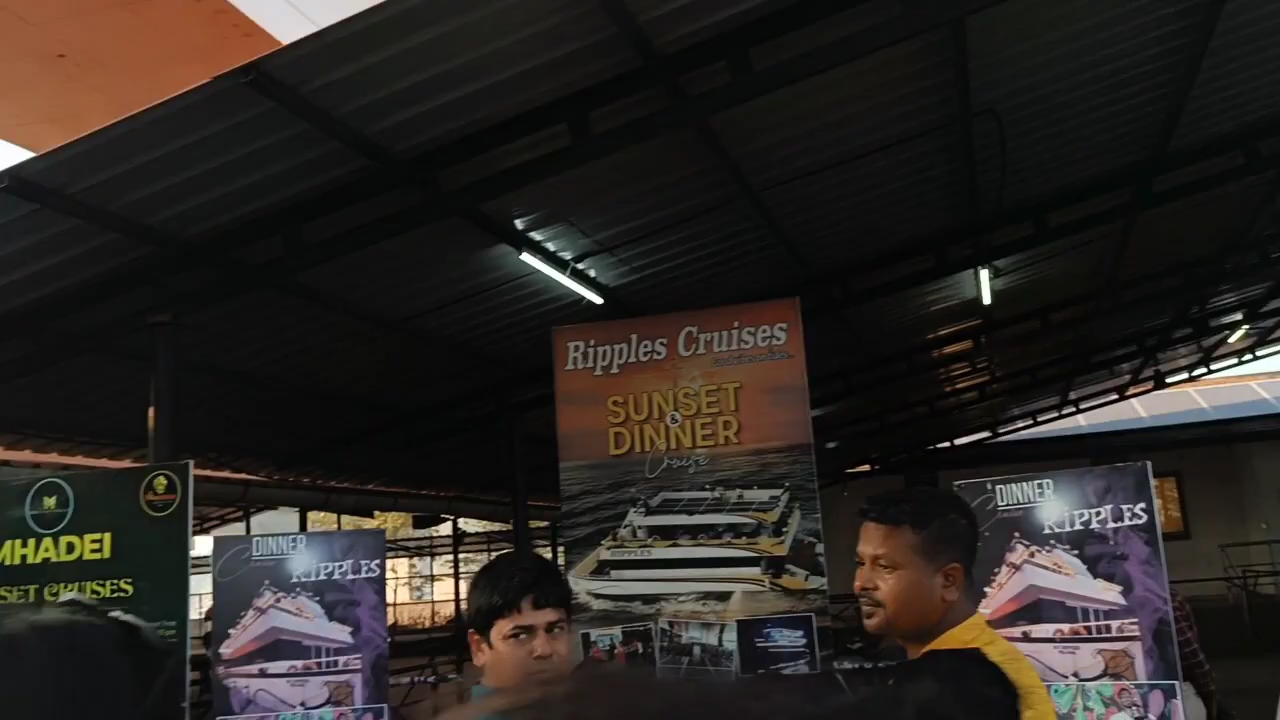 Ripples Cruises
SUNSET
&
DINNER
Cruise
RIPPLES
MHADEI
SET CRUISES
DINNER
RiPPLES
DINNER
RiPPLES